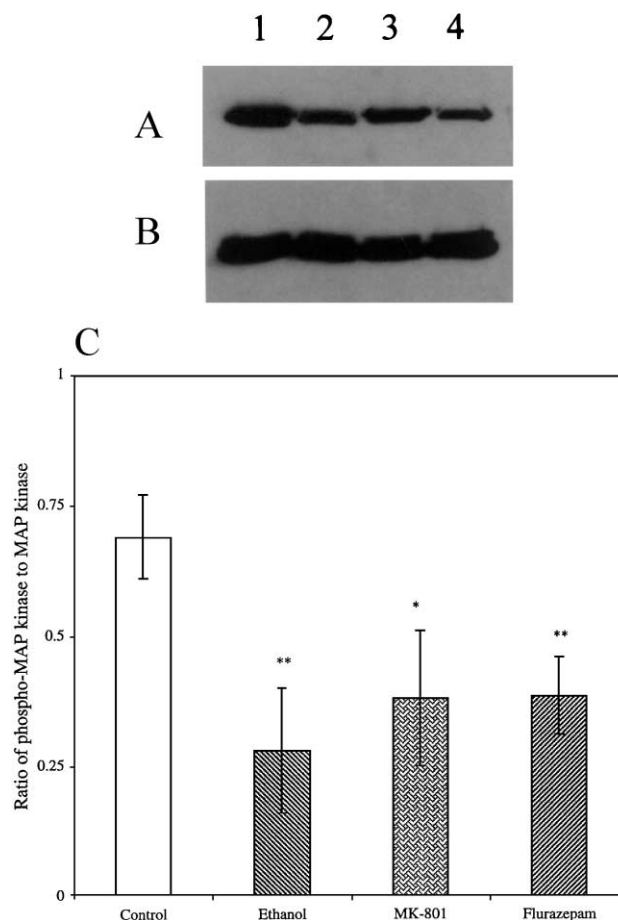 1 2 3 4
A
B
C
Ratio of phospho-MAP kinase to MAP kinase
1
0.75
0.5
0.25
0
**
*
**
Control Ethanol MK-801 Flurazepam